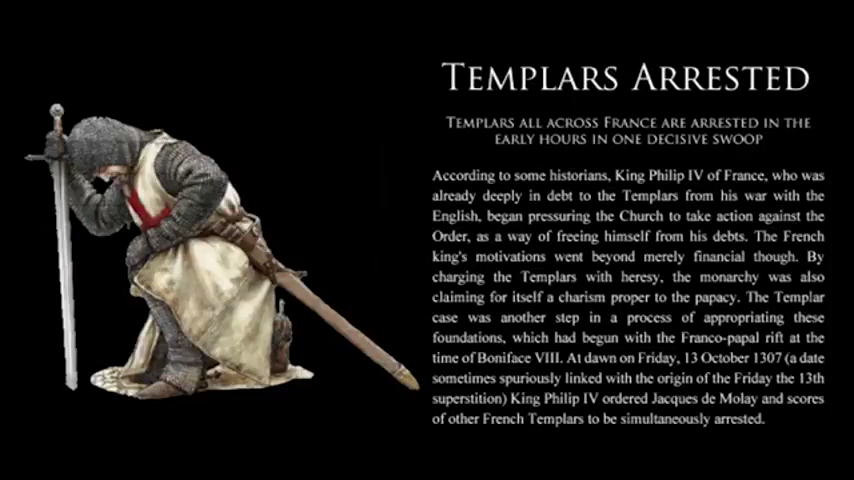 Templars Arrested
Templars all across France are arrested in the
early hours in one decisive swoop
According to some historians, King Philip IV of France, who was
already deeply in debt to the Templars from his war with the
English, began pressuring the Church to take action against the
Order, as a way of freeing himself from his debts. The French
king's motivations went beyond merely financial though. By
charging the Templars with heresy, the monarchy was also
claiming for itself a charism proper to the papacy. The Templar
case was another step in a process of appropriating these
foundations, which had begun with the Franco-papal rift at the
time of Boniface VIII. At dawn on Friday, 13 October 1307 (a date
sometimes spuriously linked with the origin of the Friday the 13th
superstition) King Philip IV ordered Jacques de Molay and scores
of other French Templars to be simultaneously arrested.